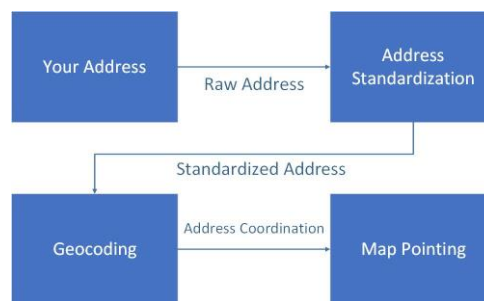 Your Address
Raw Address
Address
Standardization
Standardized Address
Geocoding
Address Coordination
Map Pointing